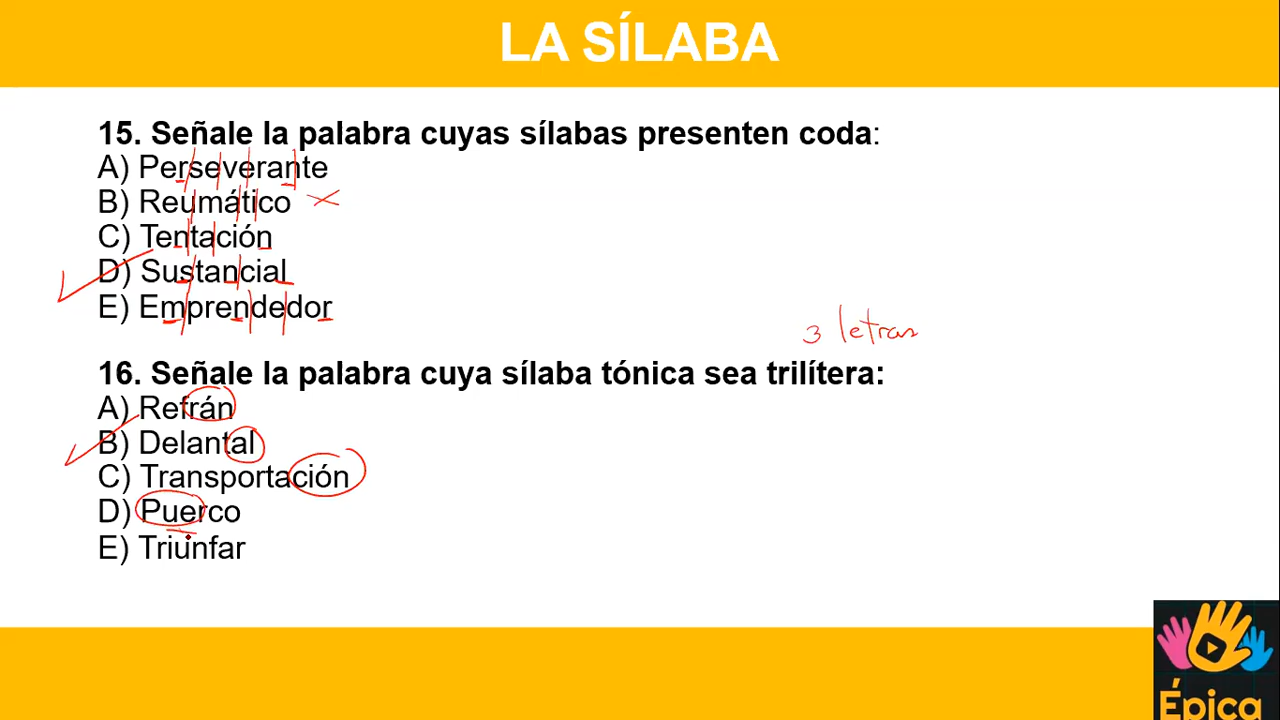 LA SÍLABA
15. Señale la palabra cuyas sílabas presenten coda:
A) Perseverante
B) Reumático
C) Tentación
D) Sustancial
E) Emprendedor
3 letras
16. Señale la palabra cuya sílaba tónica sea trilítera:
A) Refrán
B) Delantal
C) Transportación
D) Puerco
E) Triunfar
Épica